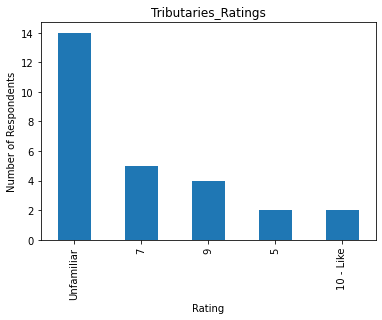 Tributaries_Ratings
Number of Respondents
14
12
10
8
6
4
2
0
Unfamiliar
7
9
5
10 - Like
Rating